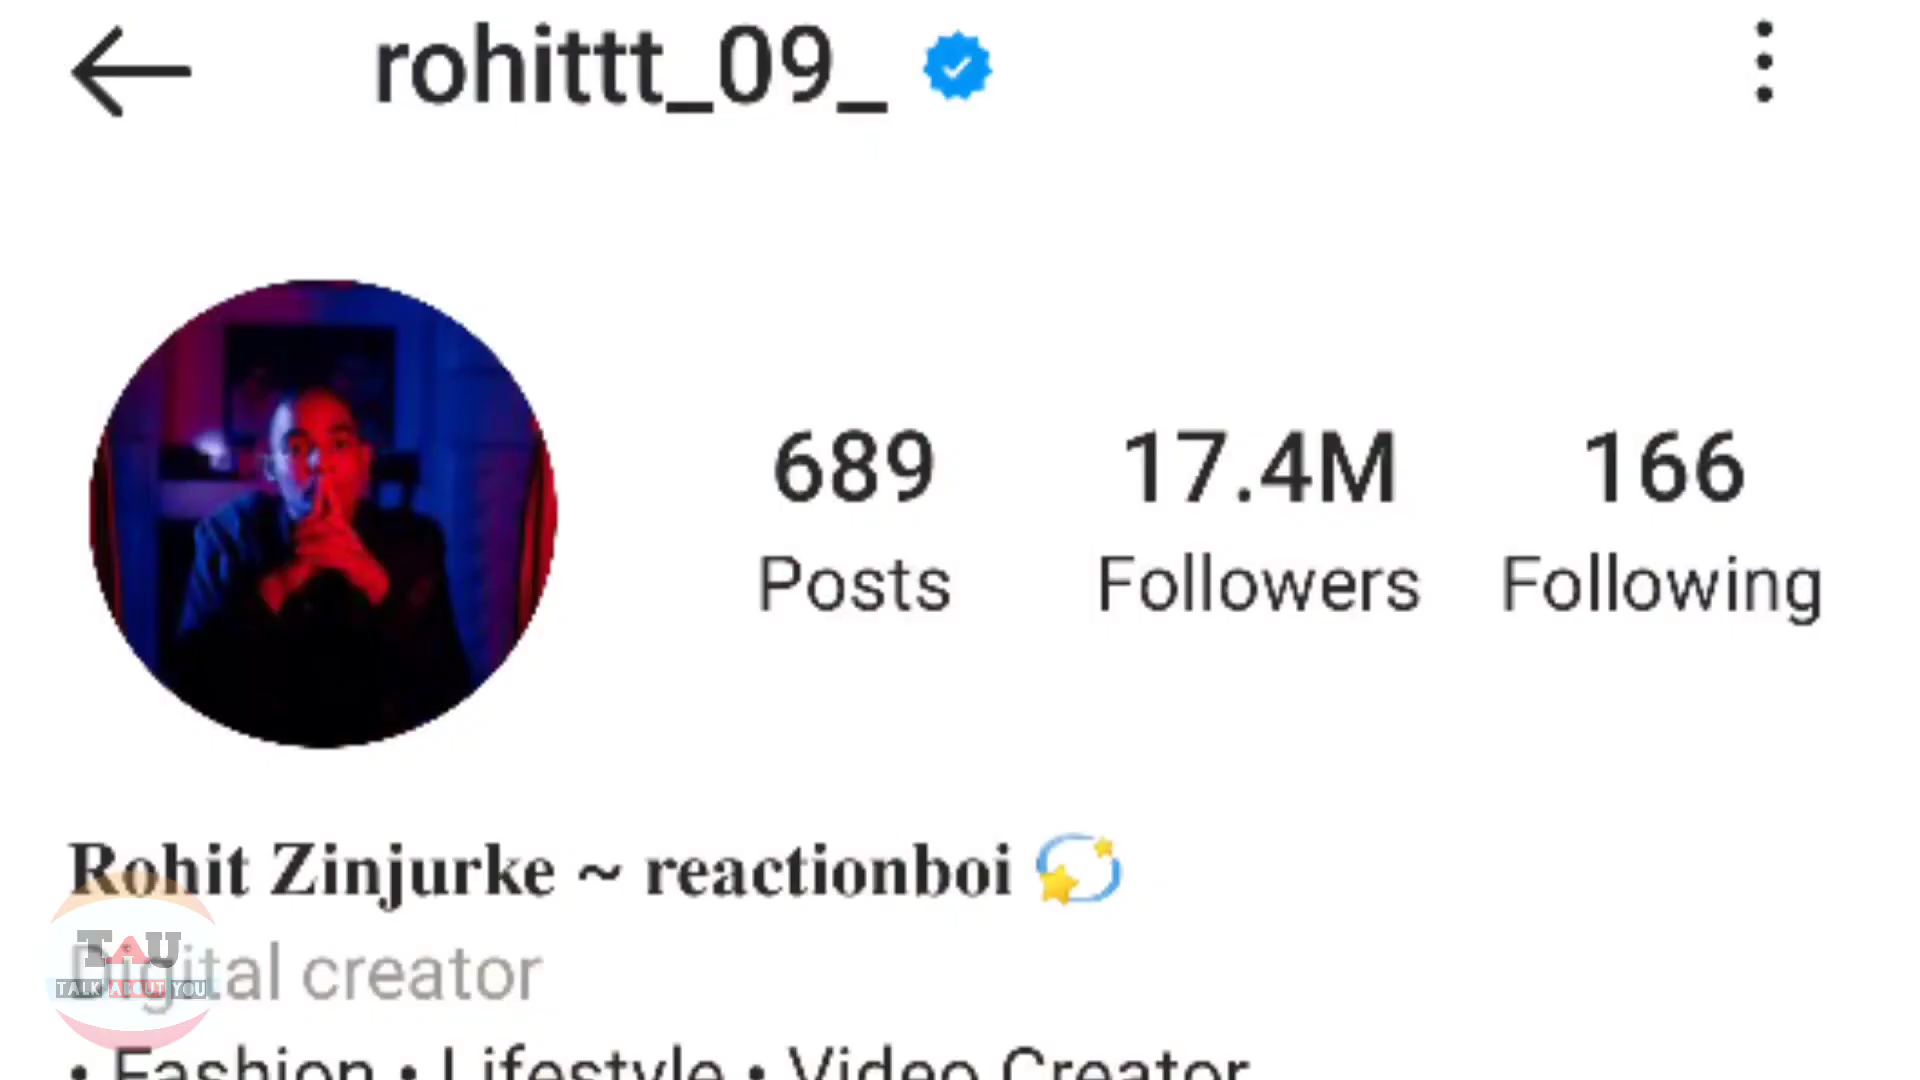 rohittt_09_
689 17.4M 166
Posts Followers Following
Rohit Zinjurke ~ reactionboi
Digital creator
TAU
TALK ABOUT YOU
• Fashion • Lifestyle • Video Creator